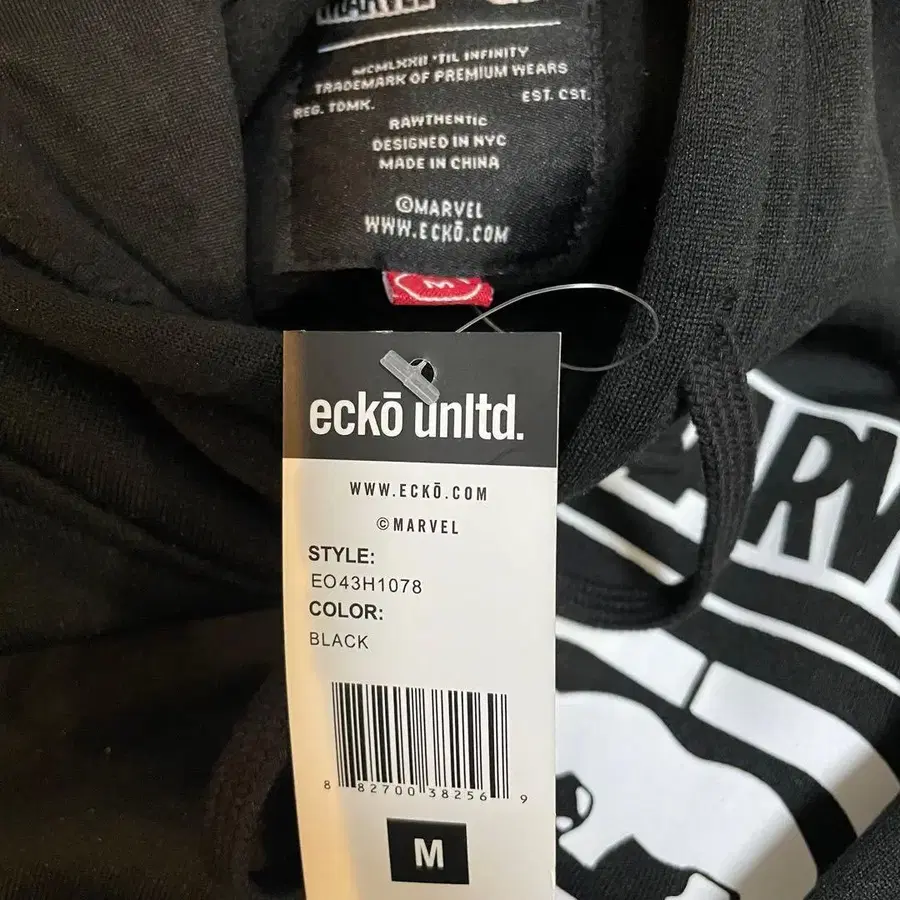 MARVEL
MCMLXXII 'TIL INFINITY
TRADEMARK OF PREMIUM WEARS
REG. TDMK. EST. CST.
RAWTHENTIC
DESIGNED IN NYC
MADE IN CHINA
©MARVEL
WWW.ECKŌ.COM
M
eckō unltd.
WWW.ECKŌ.COM
©MARVEL
STYLE:
EO43H1078
COLOR:
BLACK
8 82700 38256 9
M